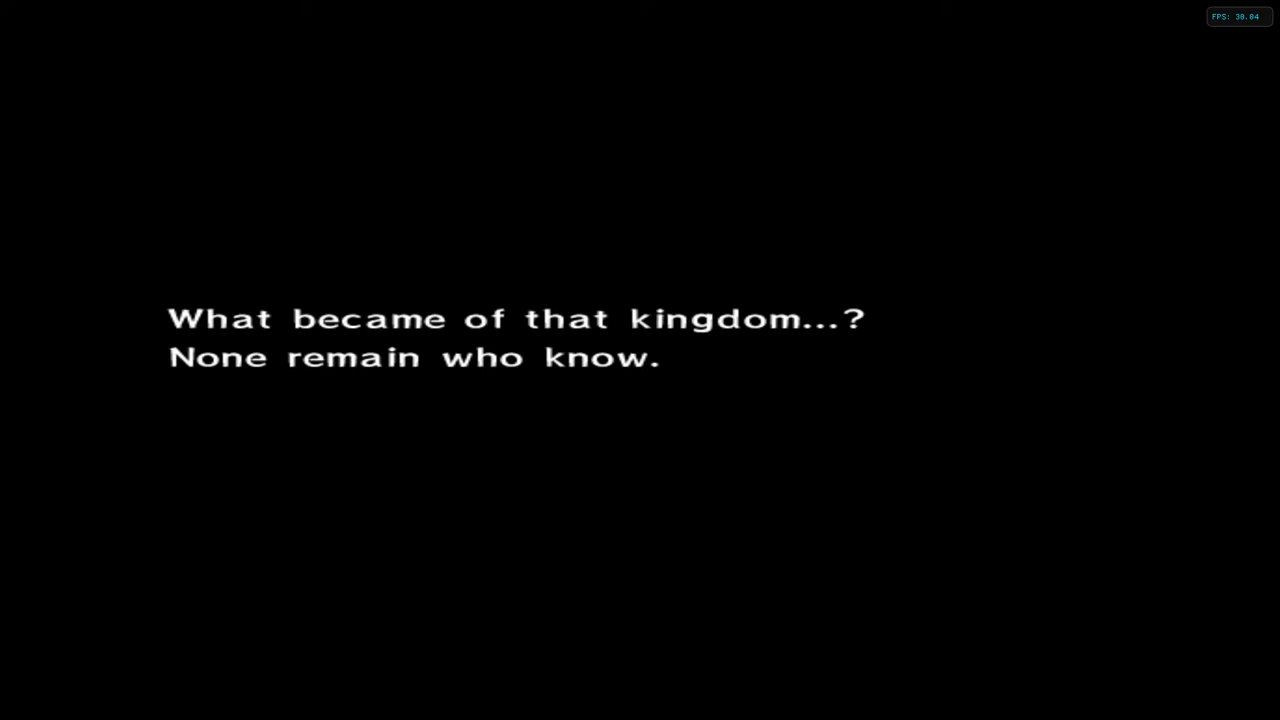 FPS: 30.04
What became of that kingdom...?
None remain who know.